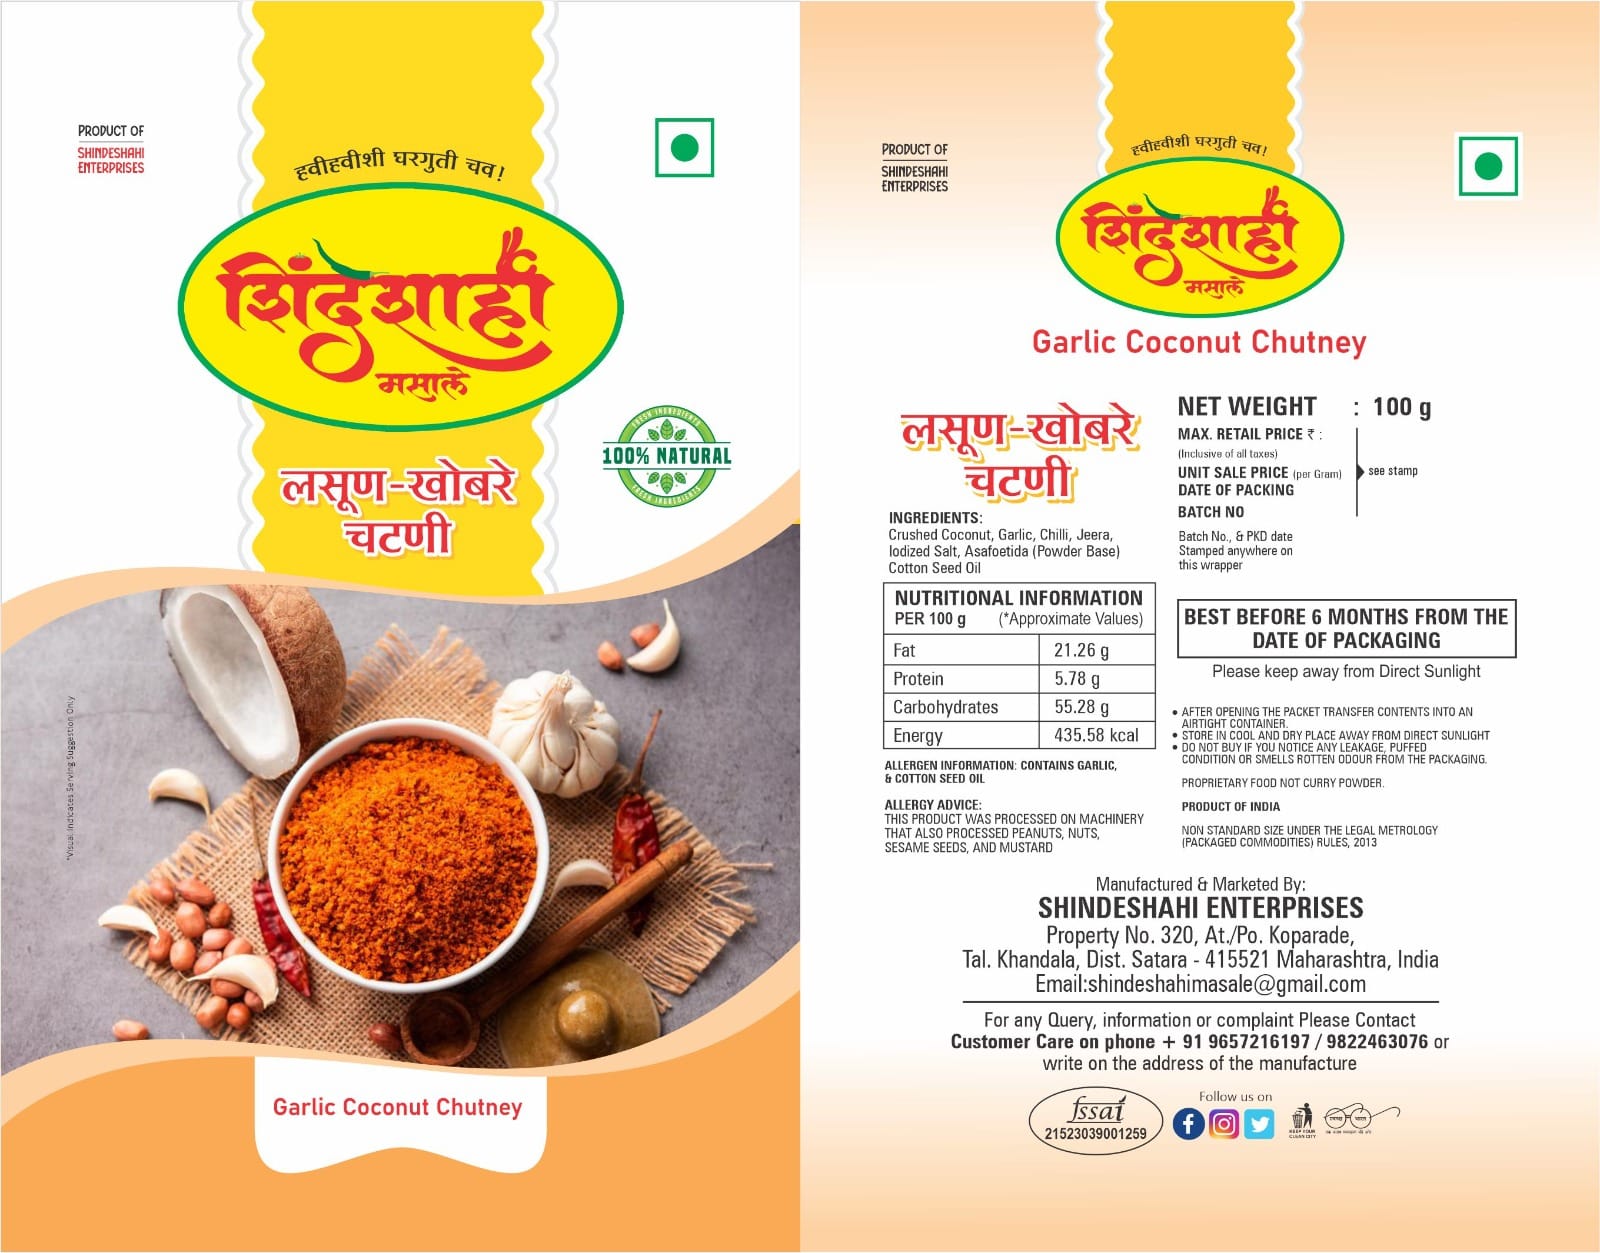 PRODUCT OF
SHINDESHAHI
ENTERPRISES
हवीहवीशी घरगुती चव!
शिंदेशाही
मसाले
FRESH INGREDIENTS
100% NATURAL
FRESH INGREDIENTS
लसूण-खोबरे
चटणी
*Visual Indicates Serving Suggestion Only
Garlic Coconut Chutney
PRODUCT OF
SHINDESHAHI
ENTERPRISES
हवीहवीशी घरगुती चव!
शिंदेशाही
मसाले
Garlic Coconut Chutney
लसूण-खोबरे
चटणी
INGREDIENTS:
Crushed Coconut, Garlic, Chilli, Jeera,
Iodized Salt, Asafoetida (Powder Base)
Cotton Seed Oil
NUTRITIONAL INFORMATION
PER 100 g (*Approximate Values)
Fat 21.26 g
Protein 5.78 g
Carbohydrates 55.28 g
Energy 435.58 kcal
ALLERGEN INFORMATION: CONTAINS GARLIC,
& COTTON SEED OIL
ALLERGY ADVICE:
THIS PRODUCT WAS PROCESSED ON MACHINERY
THAT ALSO PROCESSED PEANUTS, NUTS,
SESAME SEEDS, AND MUSTARD
NET WEIGHT : 100 g
MAX. RETAIL PRICE ₹ :
(Inclusive of all taxes)
UNIT SALE PRICE (per Gram) see stamp
DATE OF PACKING
BATCH NO
Batch No., & PKD date
Stamped anywhere on
this wrapper
BEST BEFORE 6 MONTHS FROM THE
DATE OF PACKAGING
Please keep away from Direct Sunlight
• AFTER OPENING THE PACKET TRANSFER CONTENTS INTO AN
AIRTIGHT CONTAINER.
• STORE IN COOL AND DRY PLACE AWAY FROM DIRECT SUNLIGHT
• DO NOT BUY IF YOU NOTICE ANY LEAKAGE, PUFFED
CONDITION OR SMELLS ROTTEN ODOUR FROM THE PACKAGING.
PROPRIETARY FOOD NOT CURRY POWDER.
PRODUCT OF INDIA
NON STANDARD SIZE UNDER THE LEGAL METROLOGY
(PACKAGED COMMODITIES) RULES, 2013
Manufactured & Marketed By:
SHINDESHAHI ENTERPRISES
Property No. 320, At./Po. Koparade,
Tal. Khandala, Dist. Satara - 415521 Maharashtra, India
Email:shindeshahimasale@gmail.com
For any Query, information or complaint Please Contact
Customer Care on phone + 91 9657216197 / 9822463076 or
write on the address of the manufacture
fssai
21523039001259
Follow us on
KEEP YOUR
CLEAN CITY